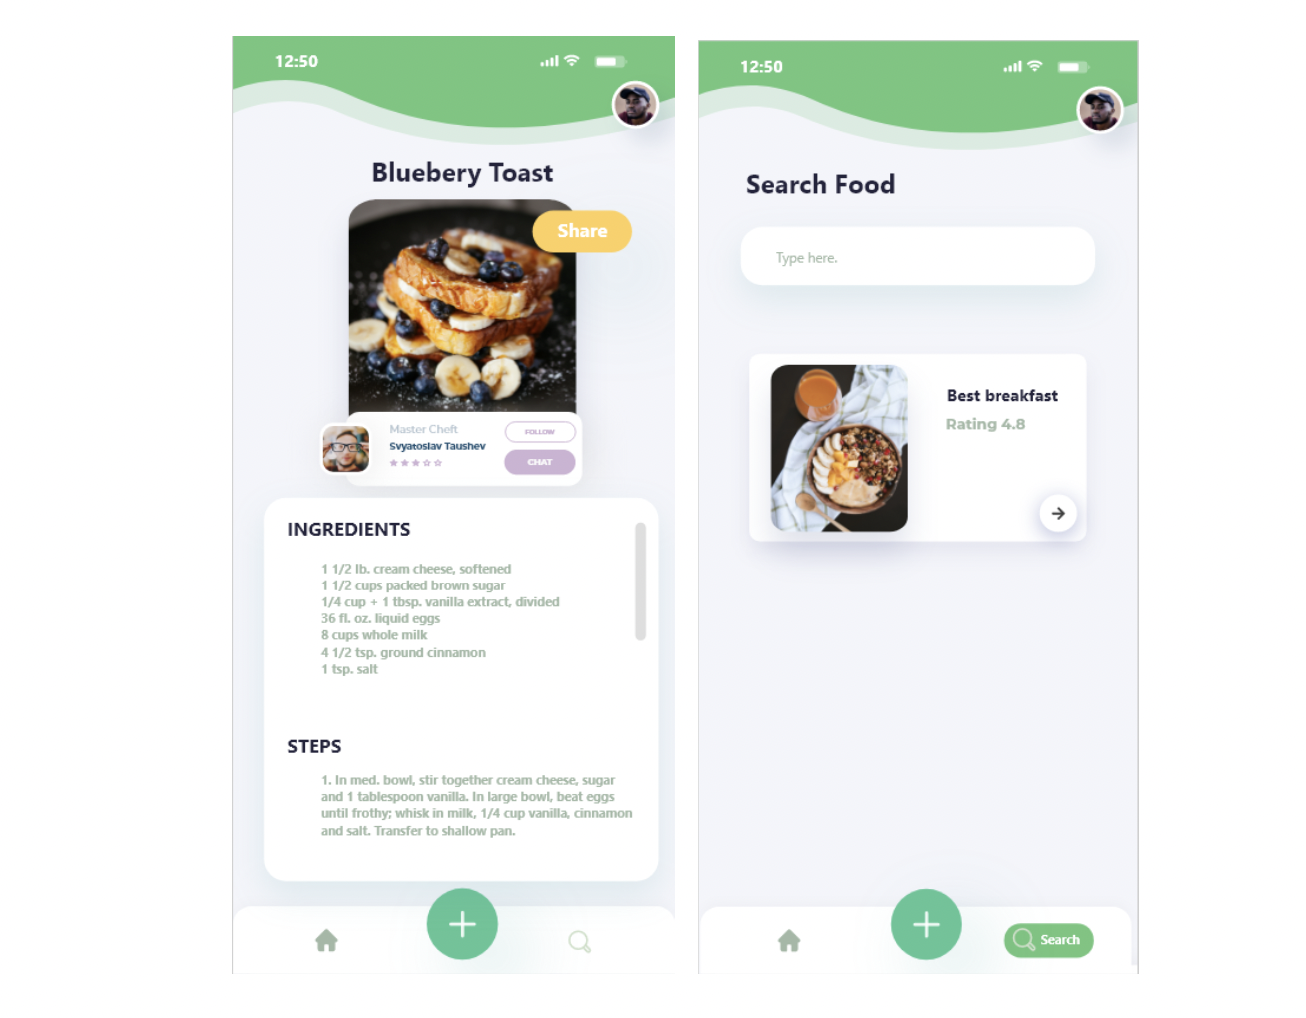 12:50
Bluebery Toast
Share
Master Cheft
Svyatoslav Taushev
FOLLOW
CHAT
INGREDIENTS
1 1/2 lb. cream cheese, softened
1 1/2 cups packed brown sugar
1/4 cup + 1 tbsp. vanilla extract, divided
36 fl. oz. liquid eggs
8 cups whole milk
4 1/2 tsp. ground cinnamon
1 tsp. salt
STEPS
1. In med. bowl, stir together cream cheese, sugar
and 1 tablespoon vanilla. In large bowl, beat eggs
until frothy; whisk in milk, 1/4 cup vanilla, cinnamon
and salt. Transfer to shallow pan.
12:50
Search Food
Type here.
Best breakfast
Rating 4.8
Search